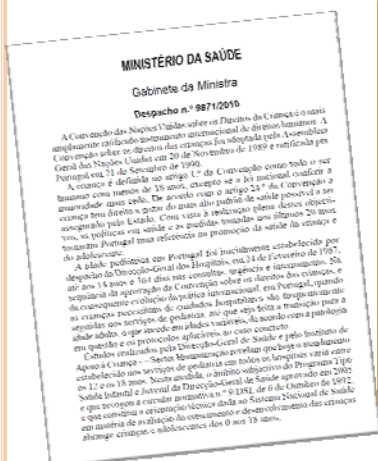 MINISTÉRIO DA SAÚDE
Gabinete da Ministra
Despacho n.º 9871/2010
A Convenção das Nações Unidas sobre os Direitos da Criança é o mais
amplamente ratificado instrumento internacional de direitos humanos. A
Convenção sobre os direitos das crianças foi adoptada pela Assembleia
Geral das Nações Unidas em 20 de Novembro de 1989 e ratificada por
Portugal em 21 de Setembro de 1990.
A criança é definida no artigo 1.º da Convenção como todo o ser
humano com menos de 18 anos, excepto se a lei nacional conferir a
maioridade mais cedo. De acordo com o artigo 24.º da Convenção a
criança tem direito a gozar do mais alto padrão de saúde possível a ser
assegurado pelo Estado. Com vista à realização plena destes objecti-
vos, as políticas em saúde e as medidas tomadas nos últimos 20 anos
tornaram Portugal uma referência na promoção da saúde da criança e
do adolescente.
A idade pediátrica em Portugal foi inicialmente estabelecida por
despacho da Direcção-Geral dos Hospitais, em 24 de Fevereiro de 1987,
até aos 14 anos e 364 dias nas consultas, urgência e internamento. Na
sequência da aprovação da Convenção sobre os direitos das crianças, e
da consequente evolução da prática internacional, em Portugal, quando
as crianças necessitam de cuidados hospitalares são frequentemente
seguidas nos serviços de pediatria, até que seja feita a transição para a
idade adulta, o que sucede em idades variáveis, de acordo com a patologia
em questão e os protocolos aplicáveis ao caso concreto.
Estudos realizados pela Direcção-Geral de Saúde e pelo Instituto de
Apoio à Criança — Sector Humanização revelam que hoje o atendimento
estabelecido nos serviços de pediatria em todos os hospitais varia entre
os 12 e os 18 anos. Nesta medida, o âmbito subjectivo do Programa Tipo
Saúde Infantil e Juvenil da Direcção-Geral de Saúde aprovado em 2005
e que revogou a circular normativa n.º 9/DSI, de 6 de Outubro de 1992,
e que constitui a orientação técnica dada ao Sistema Nacional de Saúde
em matéria de avaliação do crescimento e desenvolvimento das crianças
abrange crianças e adolescentes dos 0 aos 18 anos.